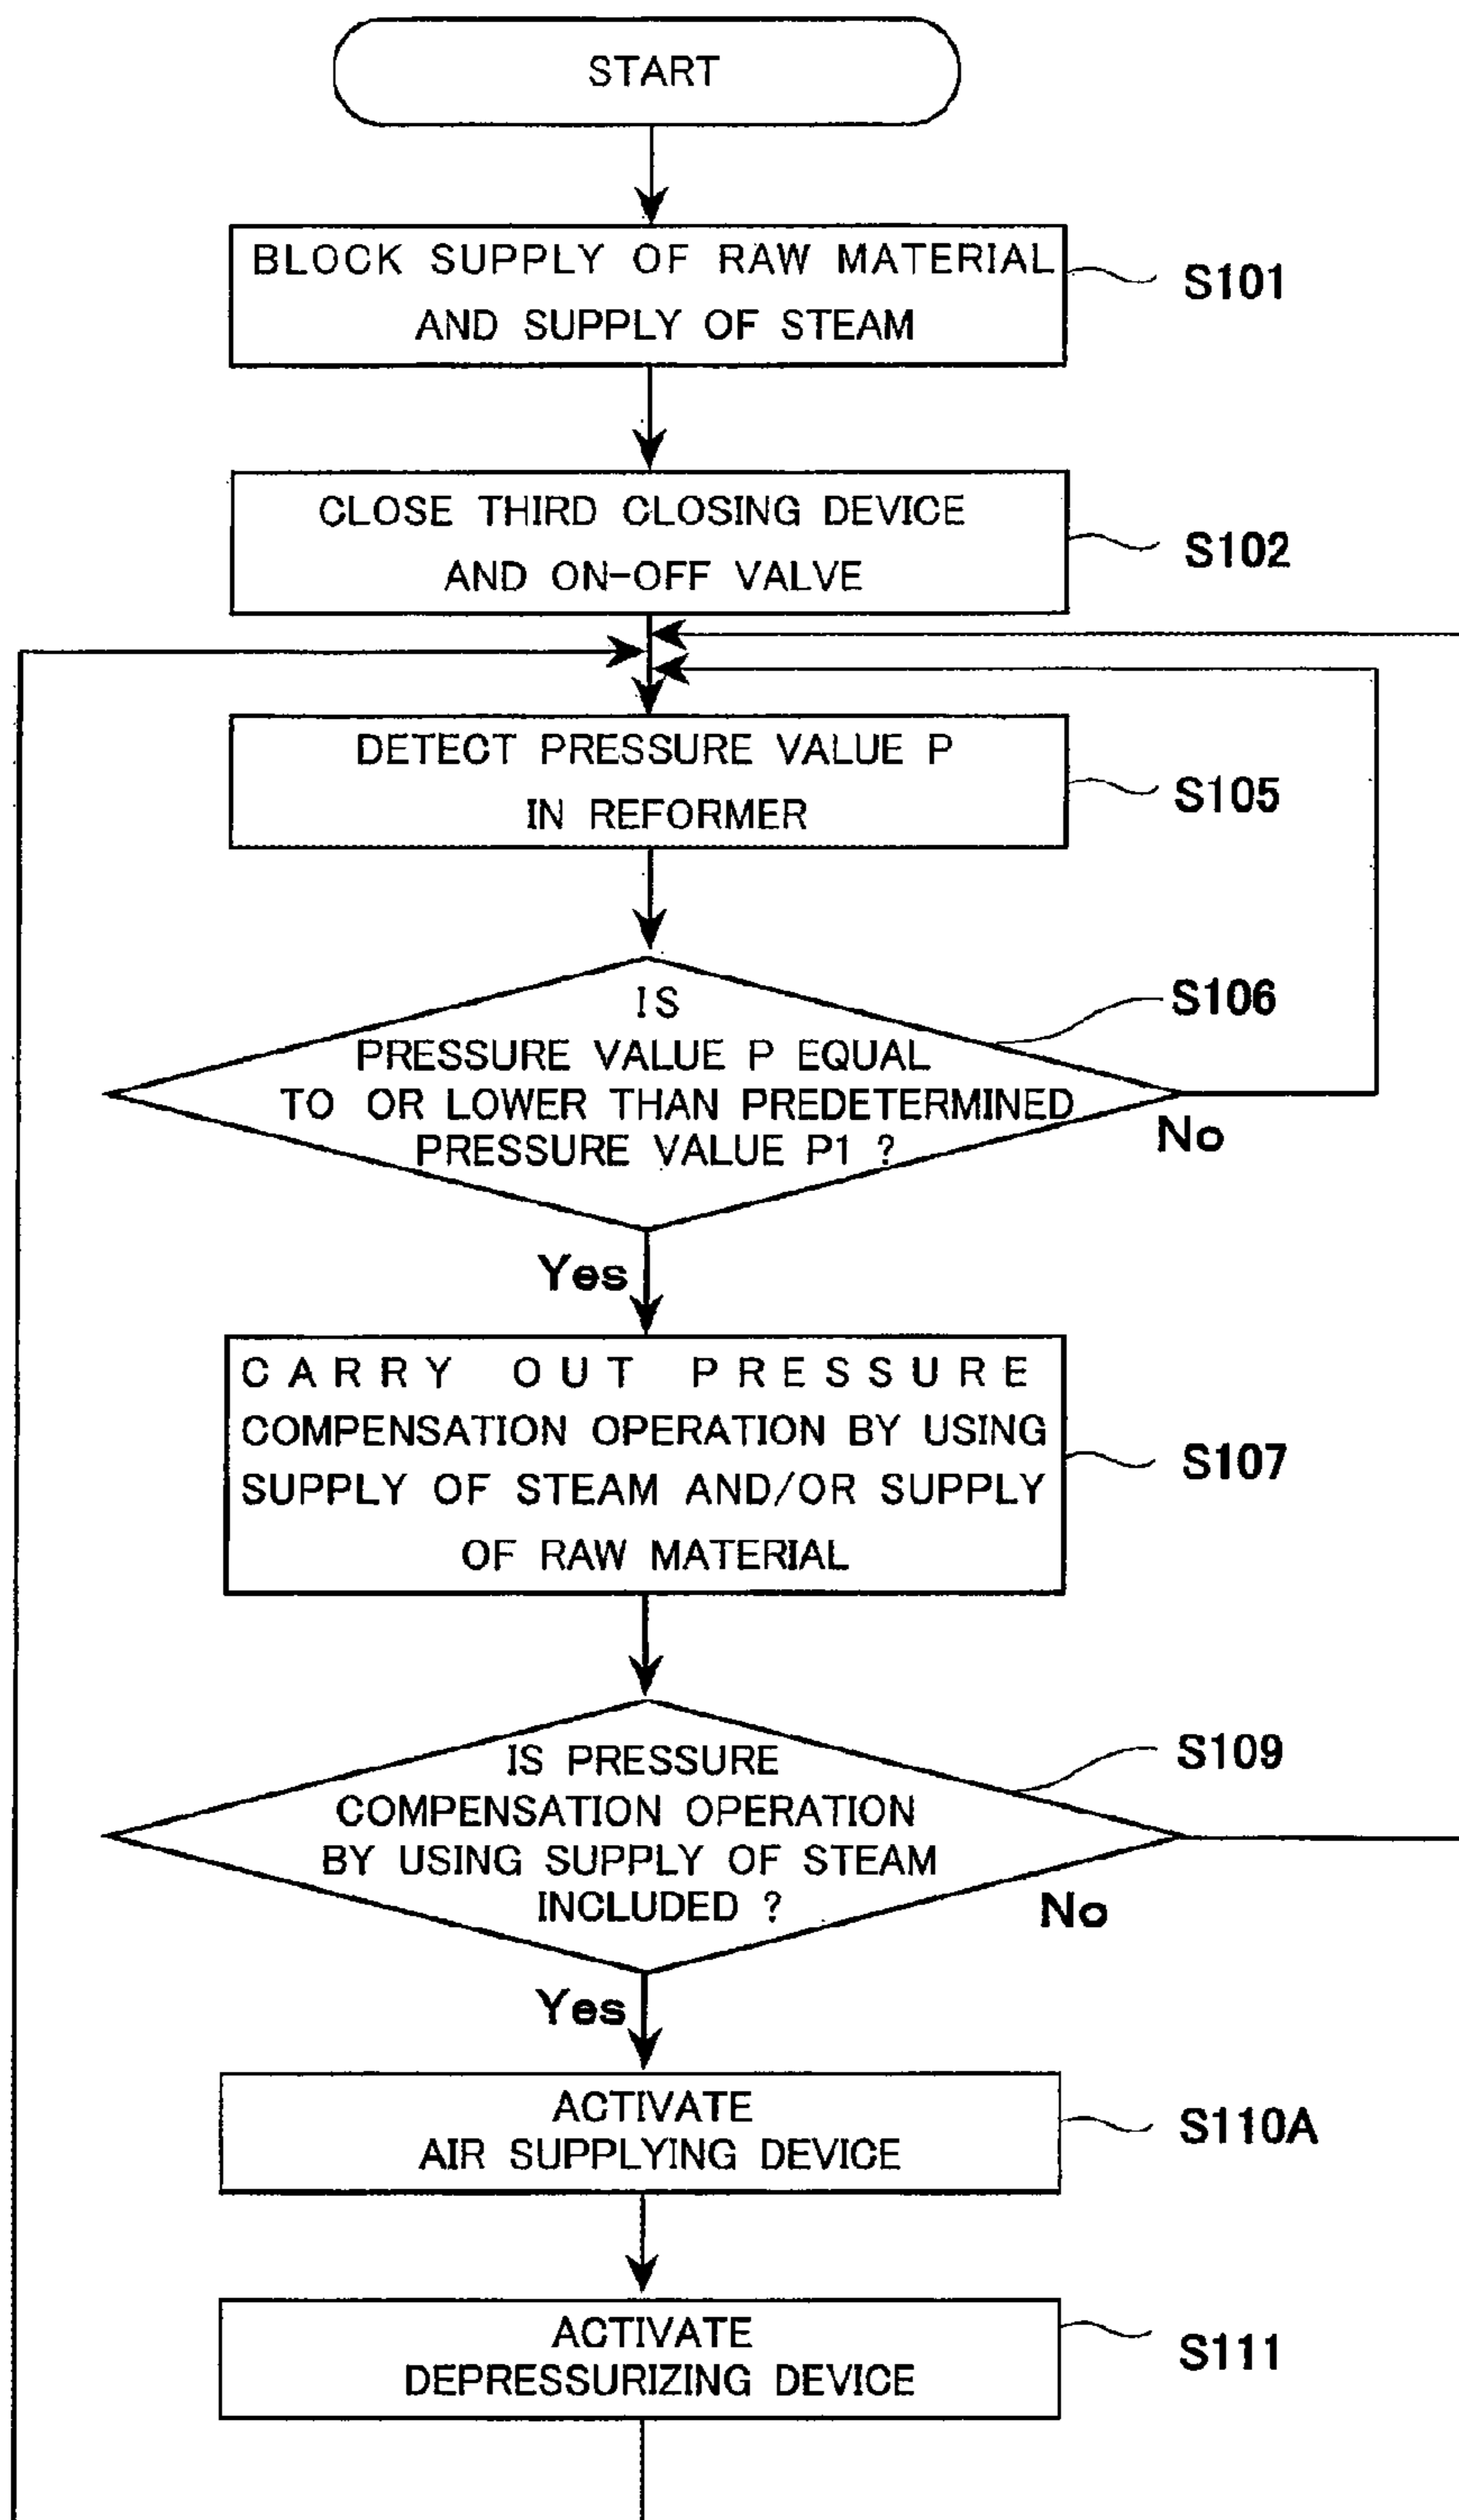 START
BLOCK SUPPLY OF RAW MATERIAL
AND SUPPLY OF STEAM
S101
CLOSE THIRD CLOSING DEVICE
AND ON-OFF VALVE
S102
DETECT PRESSURE VALUE P
IN REFORMER
S105
IS
PRESSURE VALUE P EQUAL
TO OR LOWER THAN PREDETERMINED
PRESSURE VALUE P1 ?
S106
No
Yes
CARRY OUT PRESSURE
COMPENSATION OPERATION BY USING
SUPPLY OF STEAM AND/OR SUPPLY
OF RAW MATERIAL
S107
IS PRESSURE
COMPENSATION OPERATION
BY USING SUPPLY OF STEAM
INCLUDED ?
S109
No
Yes
ACTIVATE
AIR SUPPLYING DEVICE
S110A
ACTIVATE
DEPRESSURIZING DEVICE
S111